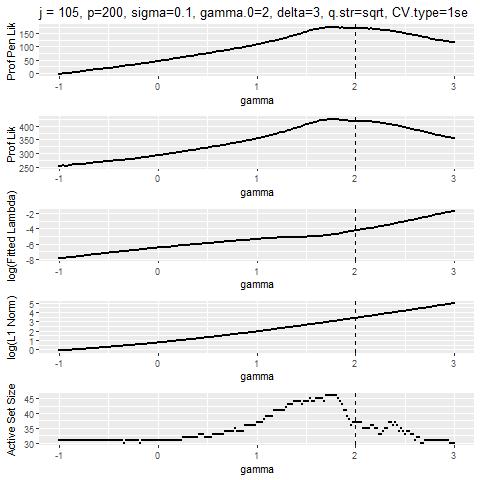 j = 105, p=200, sigma=0.1, gamma.0=2, delta=3, q.str=sqrt, CV.type=1se
Prof Pen Lik
150
100
50
0
-1 0 1 2 3
gamma
Prof Lik
400
350
300
250
-1 0 1 2 3
gamma
log(Fitted Lambda)
-2
-4
-6
-8
-1 0 1 2 3
gamma
log(L1 Norm)
5
4
3
2
1
0
-1 0 1 2 3
gamma
Active Set Size
45
40
35
30
-1 0 1 2 3
gamma